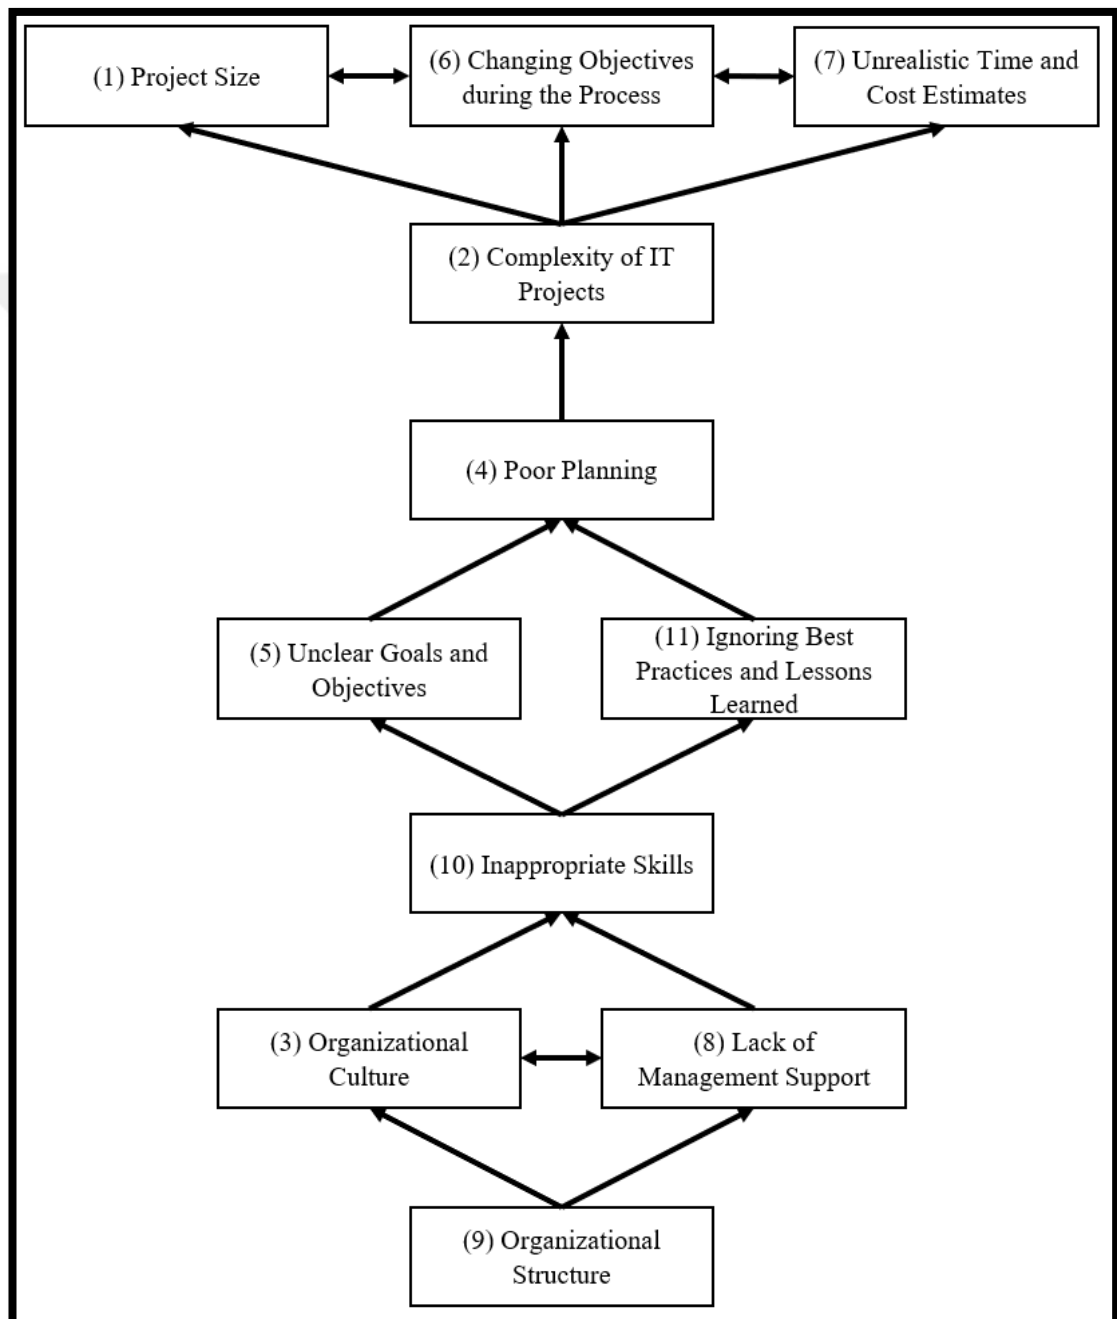 (1) Project Size
(6) Changing Objectives
during the Process
(7) Unrealistic Time and
Cost Estimates
(2) Complexity of IT
Projects
(4) Poor Planning
(5) Unclear Goals and
Objectives
(11) Ignoring Best
Practices and Lessons
Learned
(10) Inappropriate Skills
(3) Organizational
Culture
(8) Lack of
Management Support
(9) Organizational
Structure